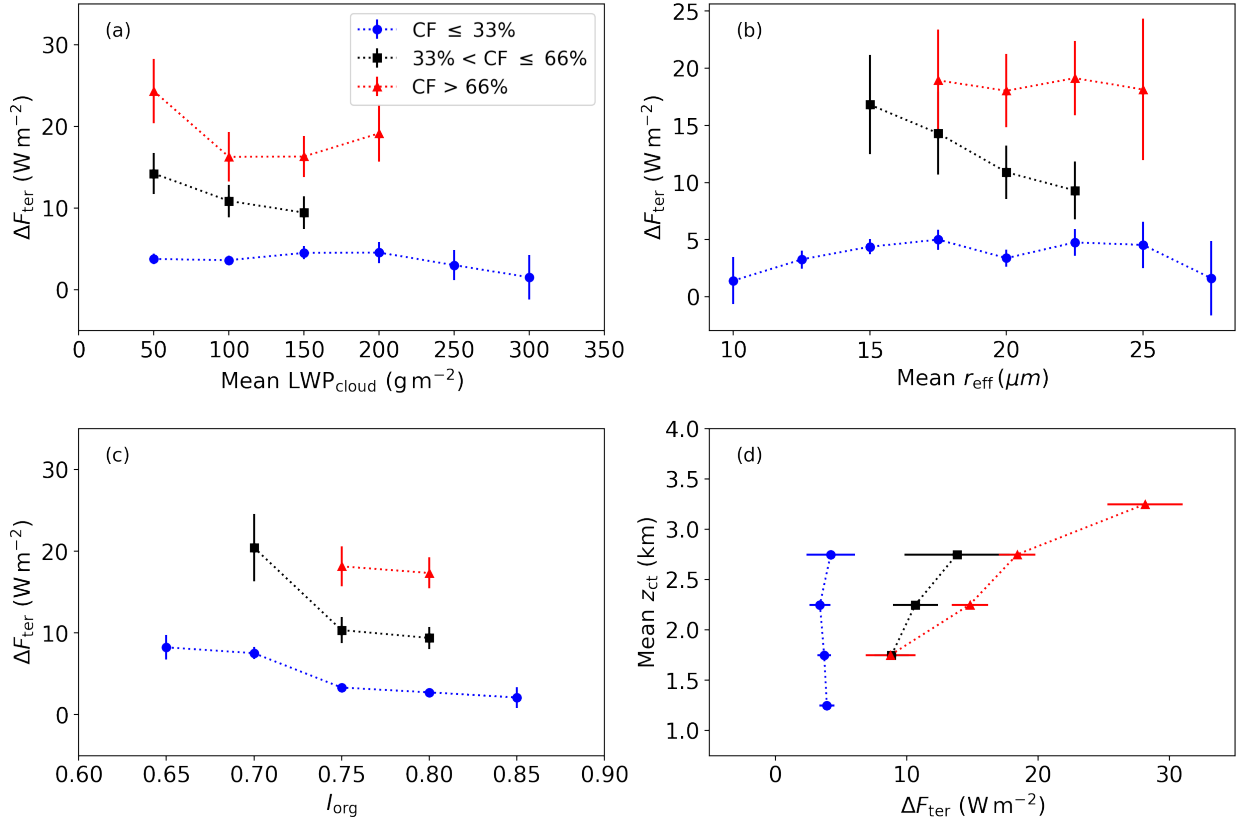 (a)
CF ≤ 33%
33% < CF ≤ 66%
CF > 66%
ΔF_ter (W m⁻²)
30
20
10
0
0 50 100 150 200 250 300 350
Mean LWP_cloud (g m⁻²)
(b)
ΔF_ter (W m⁻²)
25
20
15
10
5
0
10 15 20 25
Mean r_eff (μm)
(c)
ΔF_ter (W m⁻²)
30
20
10
0
0.60 0.65 0.70 0.75 0.80 0.85 0.90
I_org
(d)
Mean z_ct (km)
4.0
3.5
3.0
2.5
2.0
1.5
1.0
0 10 20 30
ΔF_ter (W m⁻²)